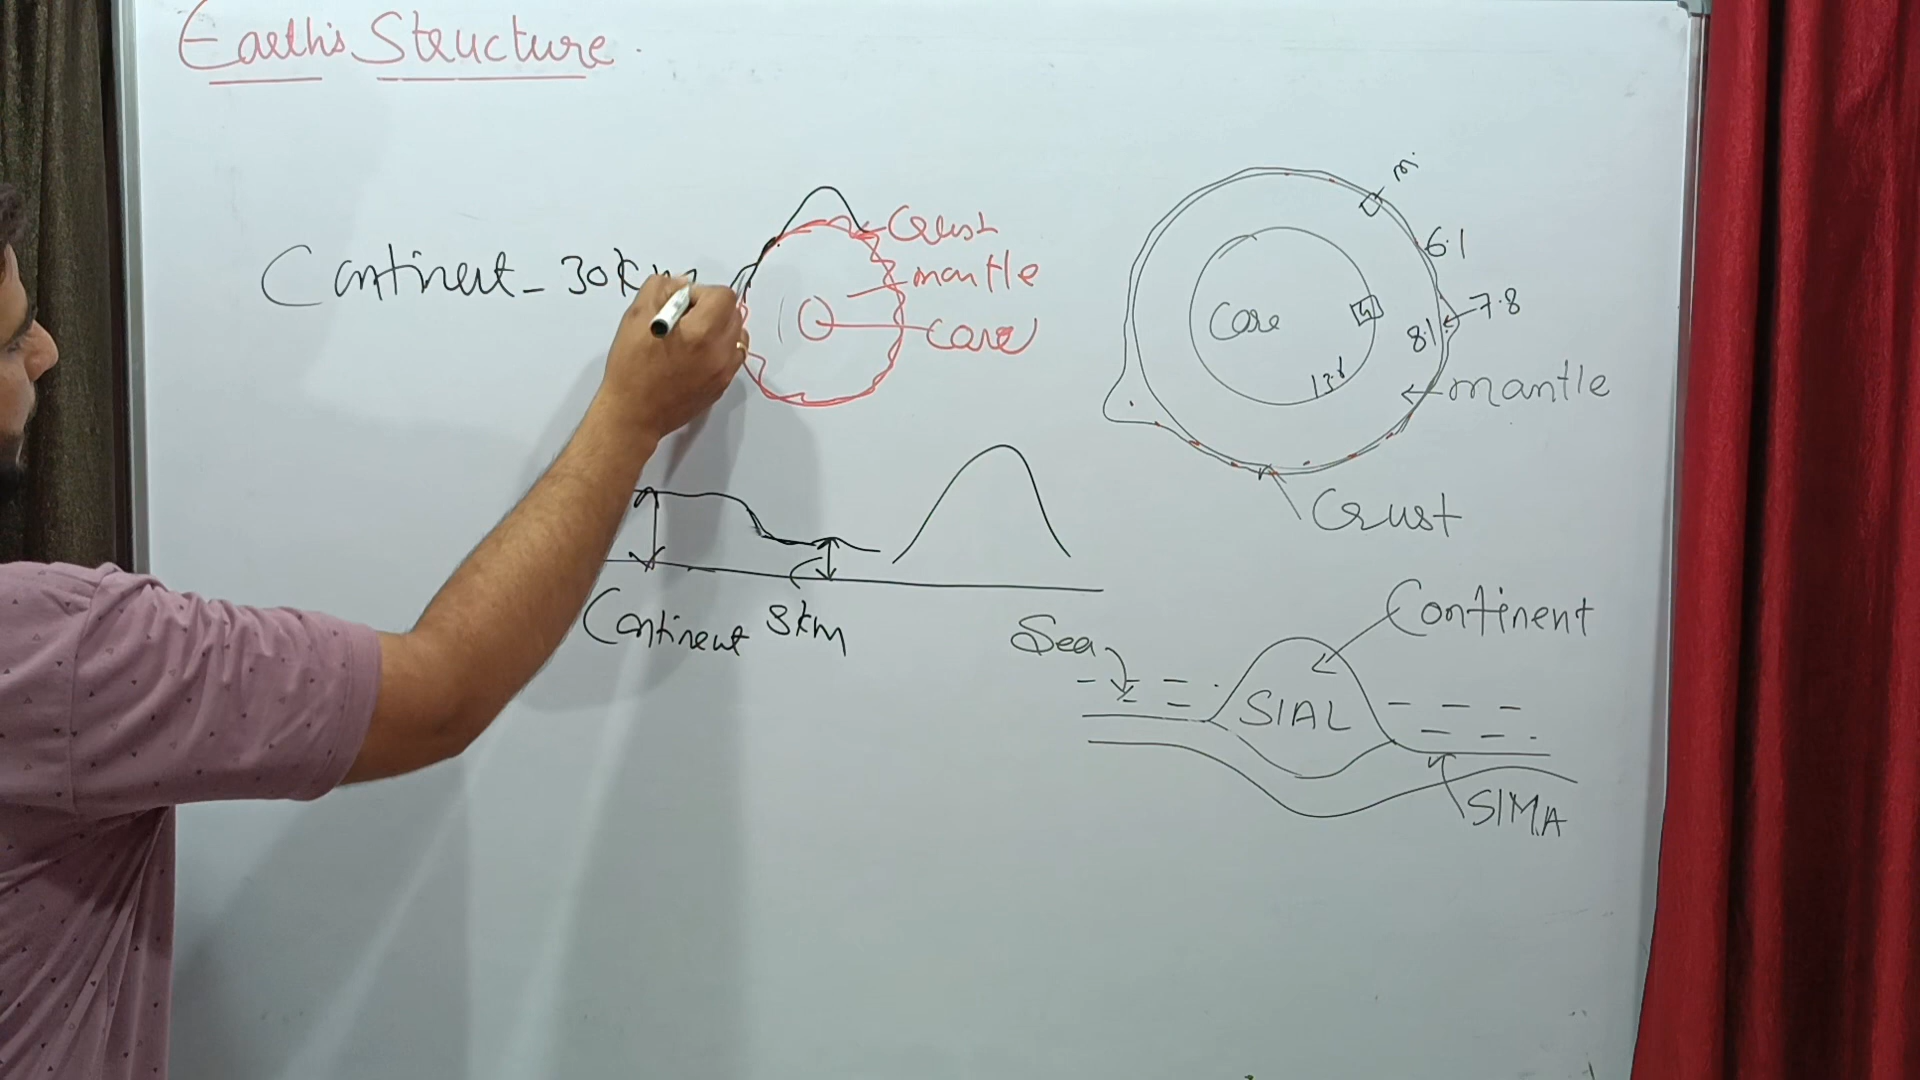 Earth's Structure
Continent - 30km
Crust
mantle
core
Continent
8km
6.1
7.8
8.1
Core
mantle
Crust
Continent
Sea
SIAL
SIMA